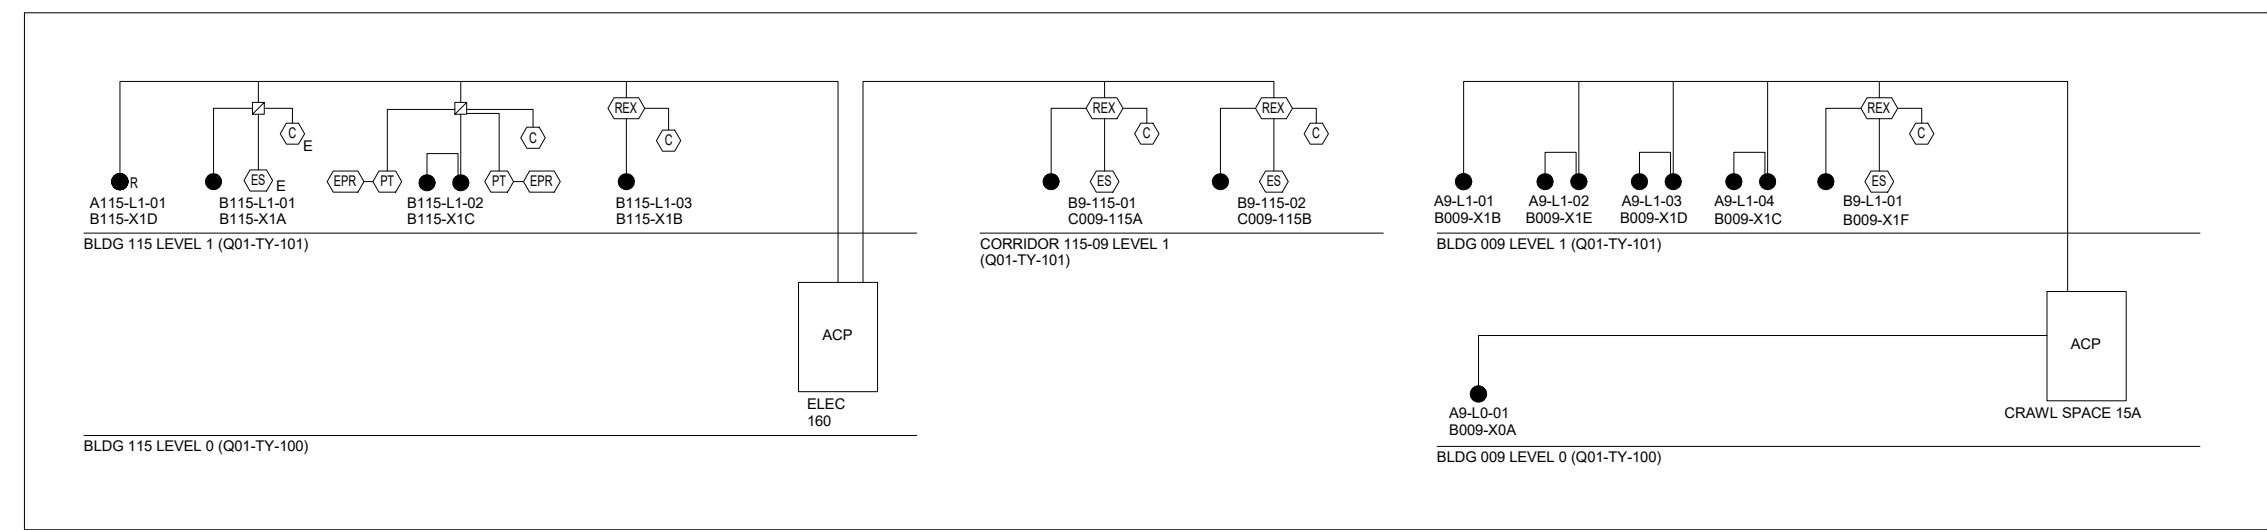 REX
REX
REX
REX
C
E
C
C
C
C
C
R
ES
E
EPR
PT
PT
EPR
ES
ES
ES
A115-L1-01
B115-X1D
B115-L1-01
B115-X1A
B115-L1-02
B115-X1C
B115-L1-03
B115-X1B
B9-115-01
C009-115A
B9-115-02
C009-115B
A9-L1-01
B009-X1B
A9-L1-02
B009-X1E
A9-L1-03
B009-X1D
A9-L1-04
B009-X1C
B9-L1-01
B009-X1F
BLDG 115 LEVEL 1 (Q01-TY-101)
CORRIDOR 115-09 LEVEL 1
(Q01-TY-101)
BLDG 009 LEVEL 1 (Q01-TY-101)
ACP
ELEC
160
ACP
CRAWL SPACE 15A
A9-L0-01
B009-X0A
BLDG 115 LEVEL 0 (Q01-TY-100)
BLDG 009 LEVEL 0 (Q01-TY-100)